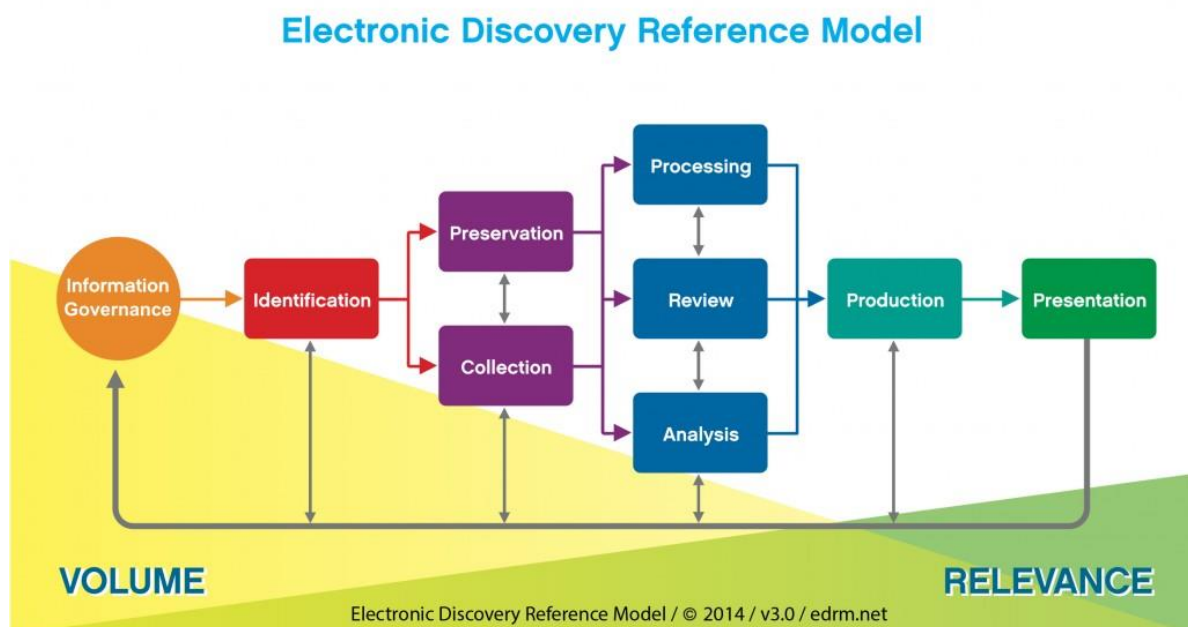 Electronic Discovery Reference Model
Processing
Preservation
Information
Governance
Identification
Review
Production
Presentation
Collection
Analysis
VOLUME
RELEVANCE
Electronic Discovery Reference Model / © 2014 / v3.0 / edrm.net